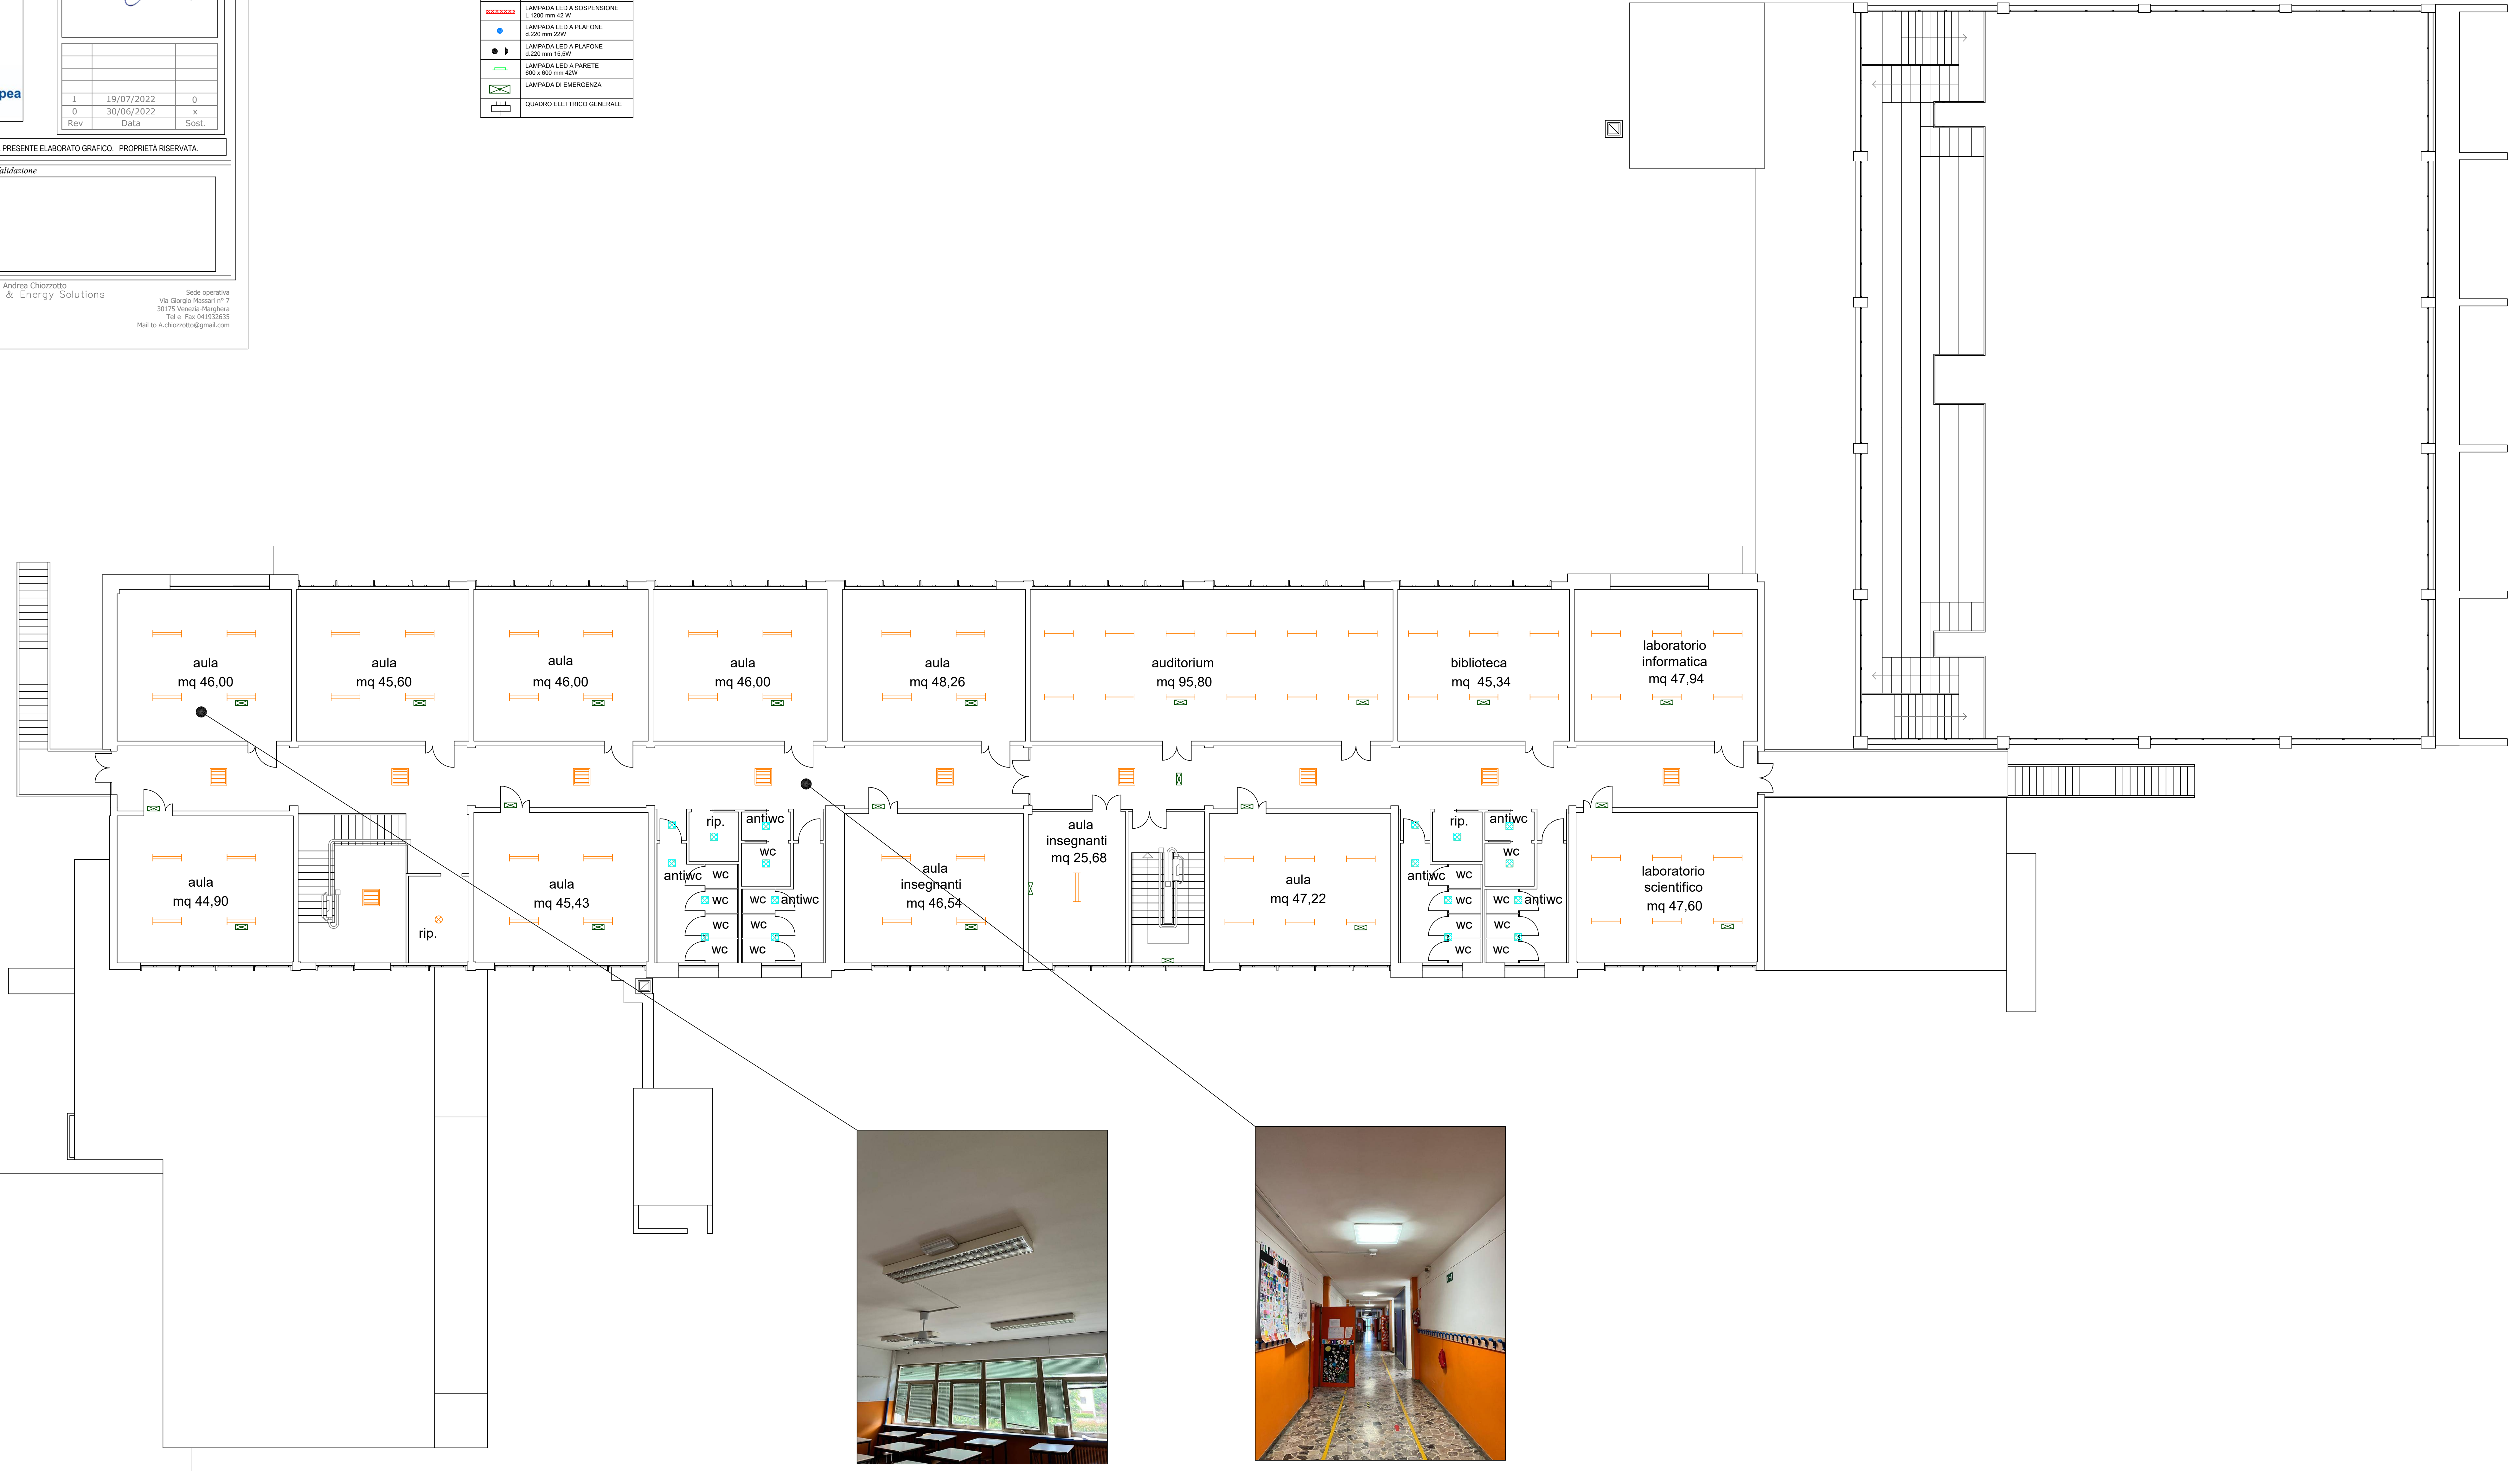 pea
1 19/07/2022 0
0 30/06/2022 x
Rev Data Sost.
PRESENTE ELABORATO GRAFICO. PROPRIETÀ RISERVATA.
alidazione
Andrea Chiozzotto
& Energy Solutions
Sede operativa
Via Giorgio Massari n° 7
30175 Venezia-Marghera
Tel e Fax 041932635
Mail to A.chiozzotto@gmail.com
LAMPADA LED A SOSPENSIONE
L 1200 mm 42 W
LAMPADA LED A PLAFONE
d.220 mm 22W
LAMPADA LED A PLAFONE
d.220 mm 15,5W
LAMPADA LED A PARETE
600 x 600 mm 42W
LAMPADA DI EMERGENZA
QUADRO ELETTRICO GENERALE
aula
mq 46,00
aula
mq 45,60
aula
mq 46,00
aula
mq 46,00
aula
mq 48,26
auditorium
mq 95,80
biblioteca
mq 45,34
laboratorio
informatica
mq 47,94
aula
mq 44,90
rip.
aula
mq 45,43
rip.
antiwc
wc
antiwc
wc
wc
wc
antiwc
wc
wc
wc
wc
aula
insegnanti
mq 46,54
aula
insegnanti
mq 25,68
aula
mq 47,22
rip.
antiwc
wc
antiwc
wc
wc
wc
antiwc
wc
wc
wc
wc
laboratorio
scientifico
mq 47,60